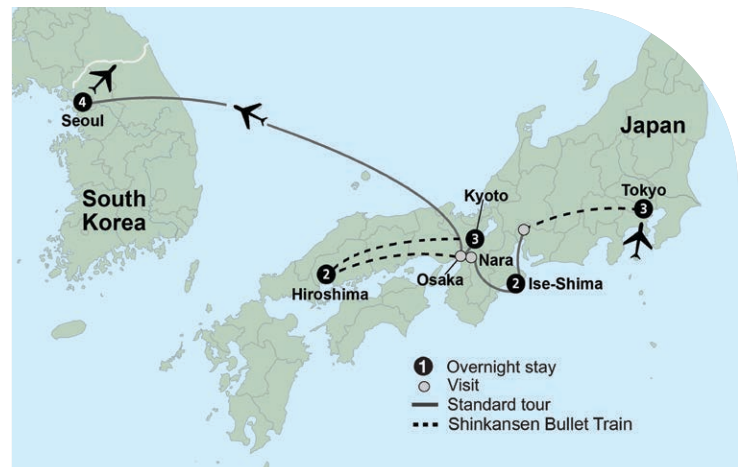 4
Seoul
South
Korea
Japan
Tokyo
3
Kyoto
3
Nara
Osaka
2
Hiroshima
2
Ise-Shima
1 Overnight stay
Visit
Standard tour
Shinkansen Bullet Train